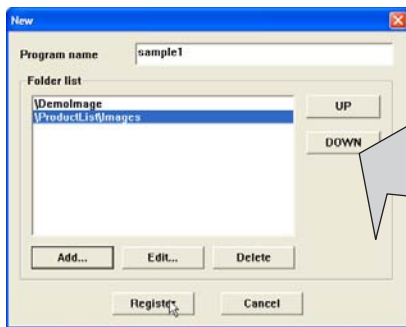 New
Program name sample1
Folder list
\DemoImage
\ProductList\Images
UP
DOWN
Add... Edit... Delete
Register Cancel